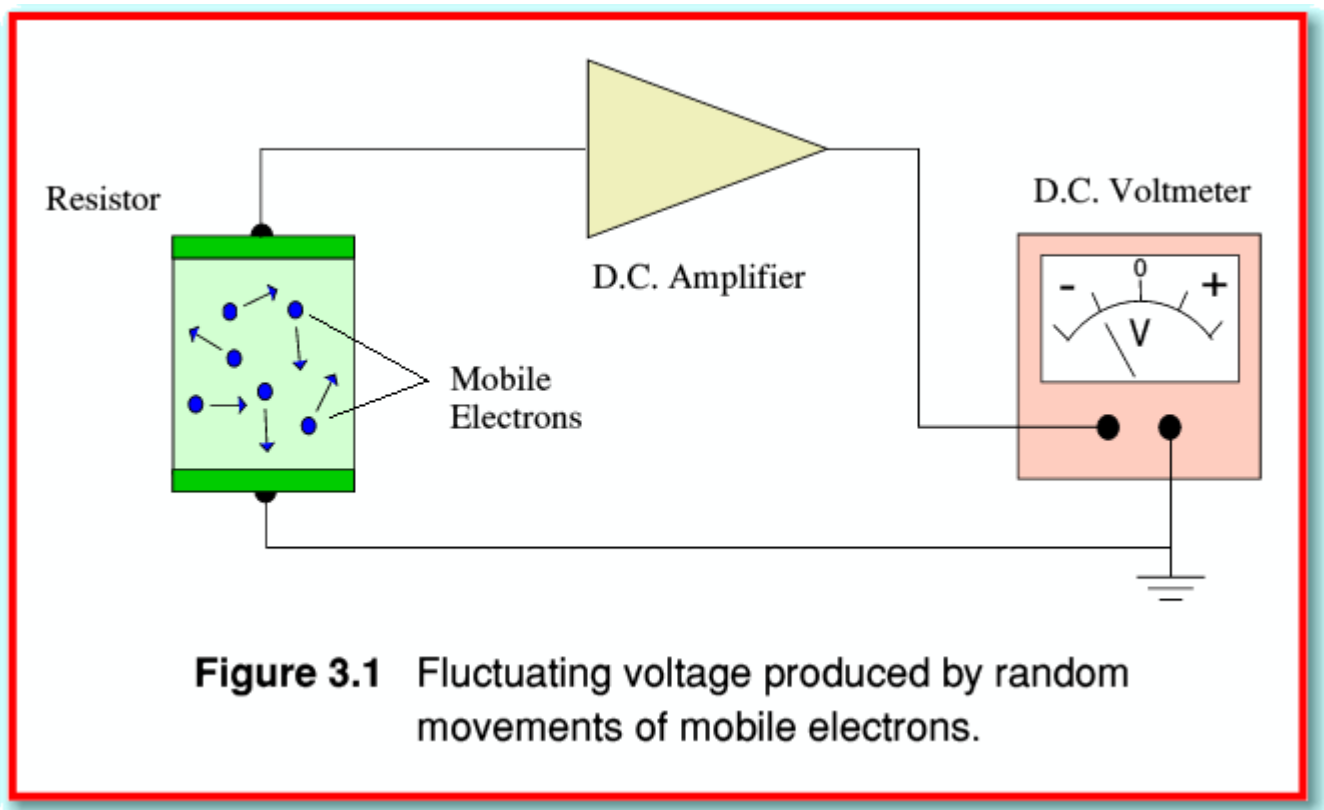 Resistor
D.C. Amplifier
D.C. Voltmeter
- 0 +
V
Mobile
Electrons
Figure 3.1 Fluctuating voltage produced by random
movements of mobile electrons.